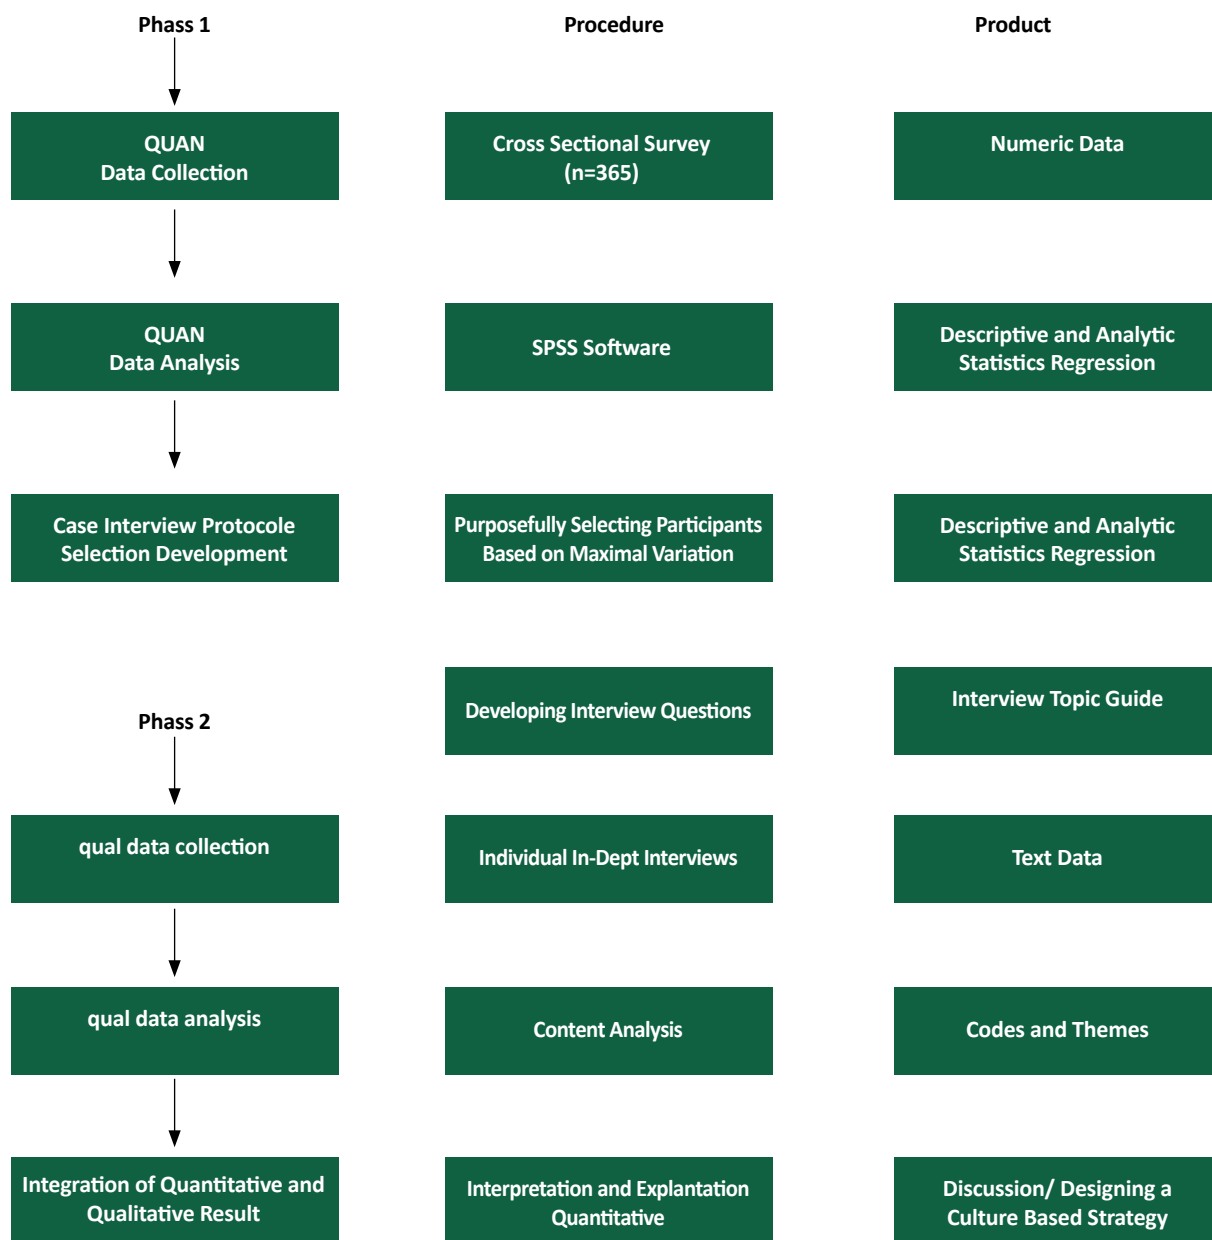 Phass 1
Procedure
Product
QUAN
Data Collection
Cross Sectional Survey
(n=365)
Numeric Data
QUAN
Data Analysis
SPSS Software
Descriptive and Analytic
Statistics Regression
Case Interview Protocole
Selection Development
Purposefully Selecting Participants
Based on Maximal Variation
Descriptive and Analytic
Statistics Regression
Developing Interview Questions
Interview Topic Guide
Phass 2
qual data collection
Individual In-Dept Interviews
Text Data
qual data analysis
Content Analysis
Codes and Themes
Integration of Quantitative and
Qualitative Result
Interpretation and Explantation
Quantitative
Discussion/ Designing a
Culture Based Strategy